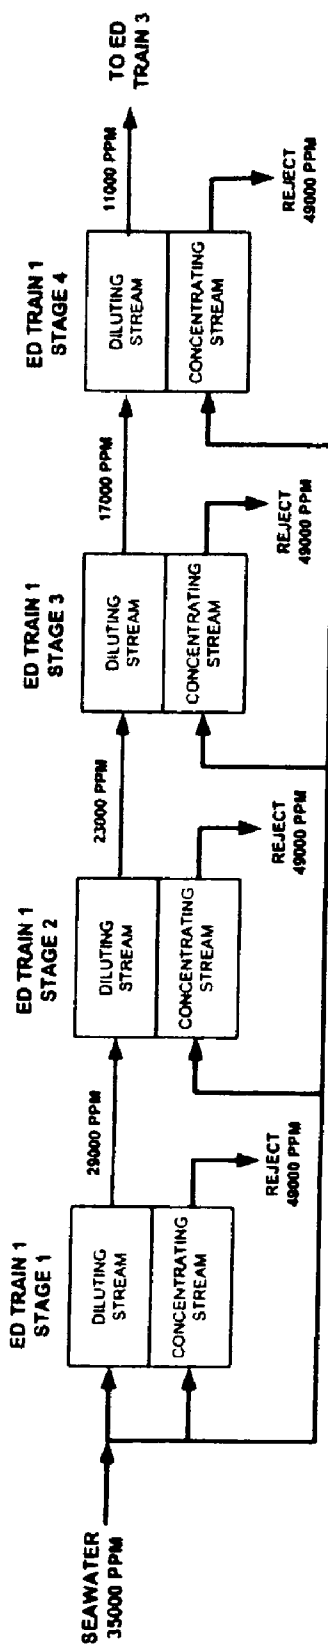 SEAWATER
35000 PPM
ED TRAIN 1
STAGE 1
DILUTING
STREAM
CONCENTRATING
STREAM
29000 PPM
REJECT
49000 PPM
ED TRAIN 1
STAGE 2
DILUTING
STREAM
CONCENTRATING
STREAM
23000 PPM
REJECT
49000 PPM
ED TRAIN 1
STAGE 3
DILUTING
STREAM
CONCENTRATING
STREAM
17000 PPM
REJECT
49000 PPM
ED TRAIN 1
STAGE 4
DILUTING
STREAM
CONCENTRATING
STREAM
11000 PPM
REJECT
49000 PPM
TO ED
TRAIN 3